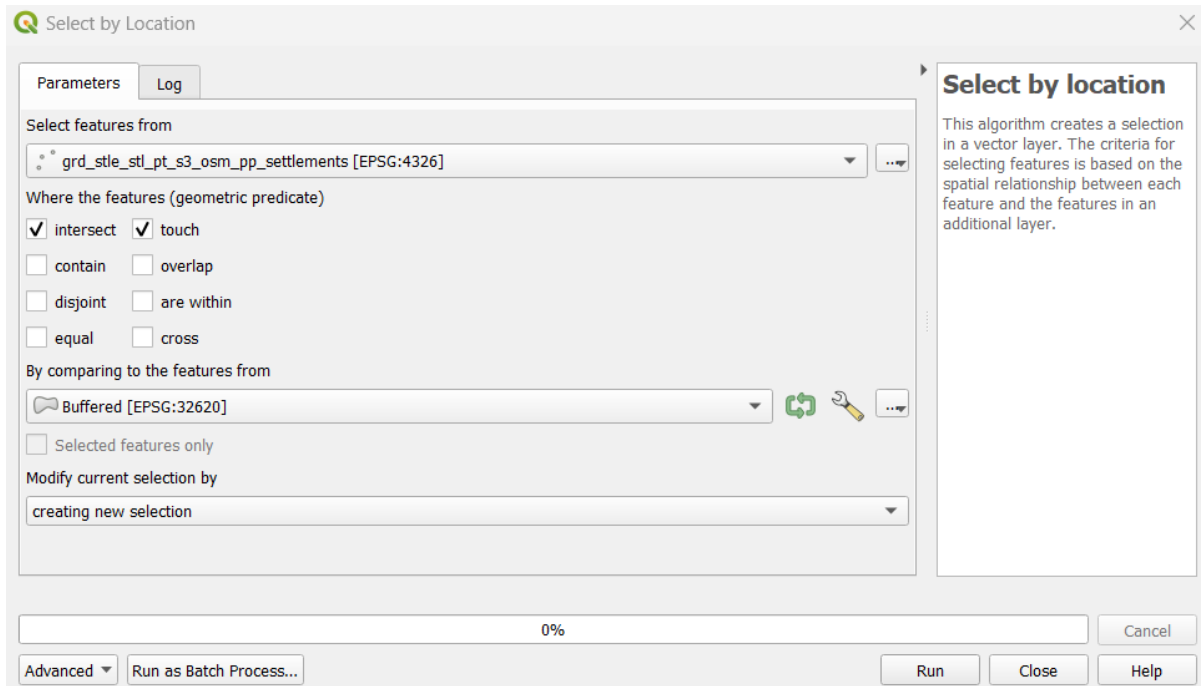 Select by Location
Parameters
Log
Select features from
grd_stle_stl_pt_s3_osm_pp_settlements [EPSG:4326]
Where the features (geometric predicate)
intersect
touch
contain
overlap
disjoint
are within
equal
cross
By comparing to the features from
Buffered [EPSG:32620]
Selected features only
Modify current selection by
creating new selection
Select by location
This algorithm creates a selection
in a vector layer. The criteria for
selecting features is based on the
spatial relationship between each
feature and the features in an
additional layer.
0%
Cancel
Advanced
Run as Batch Process...
Run
Close
Help